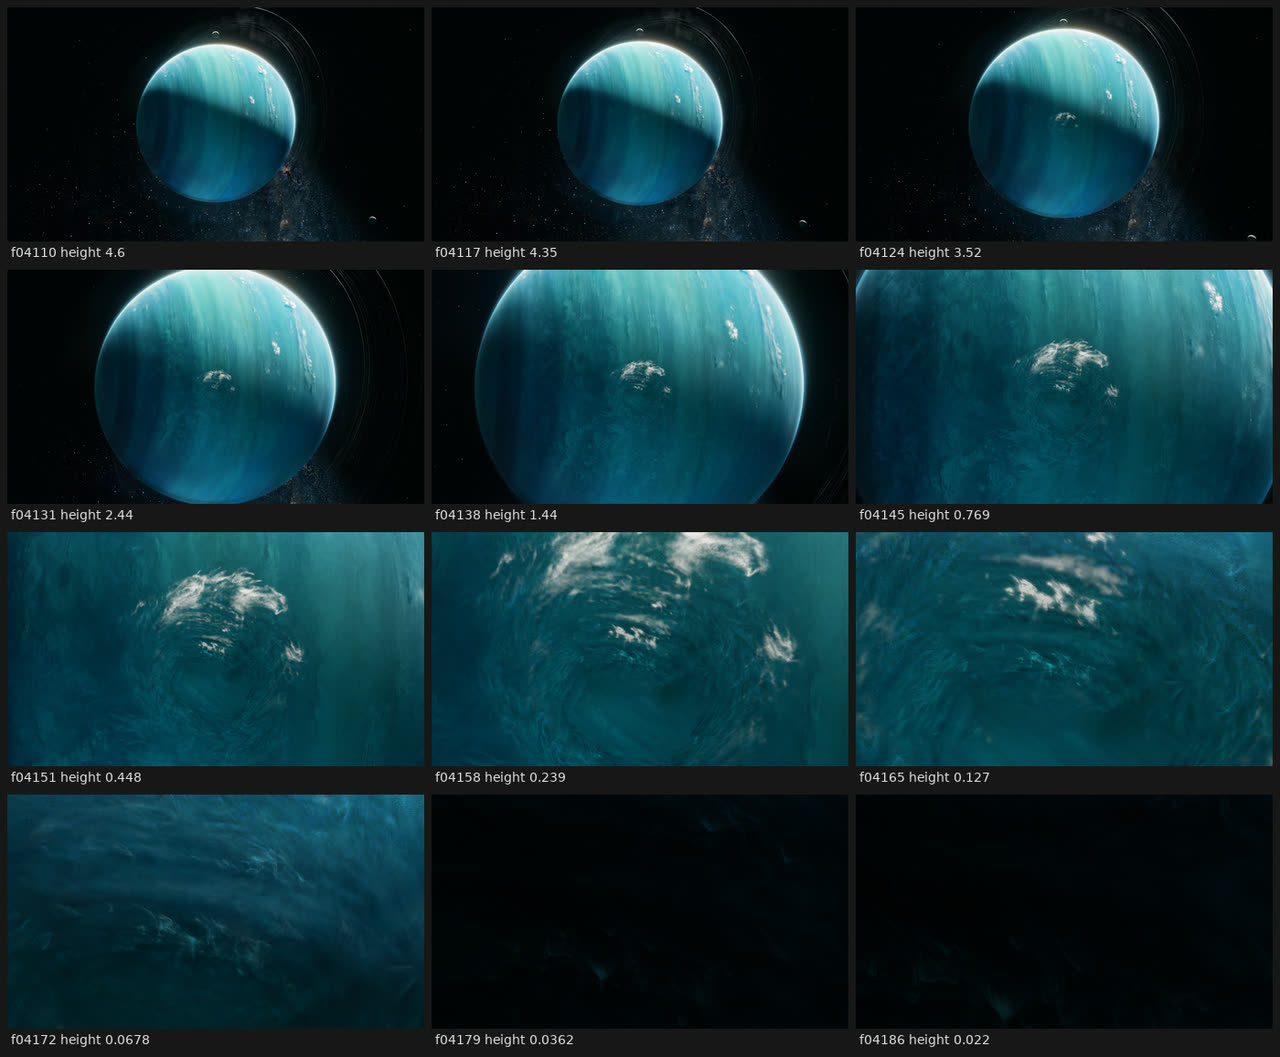 f04110 height 4.6
f04117 height 4.35
f04124 height 3.52
f04131 height 2.44
f04138 height 1.44
f04145 height 0.769
f04151 height 0.448
f04158 height 0.239
f04165 height 0.127
f04172 height 0.0678
f04179 height 0.0362
f04186 height 0.022